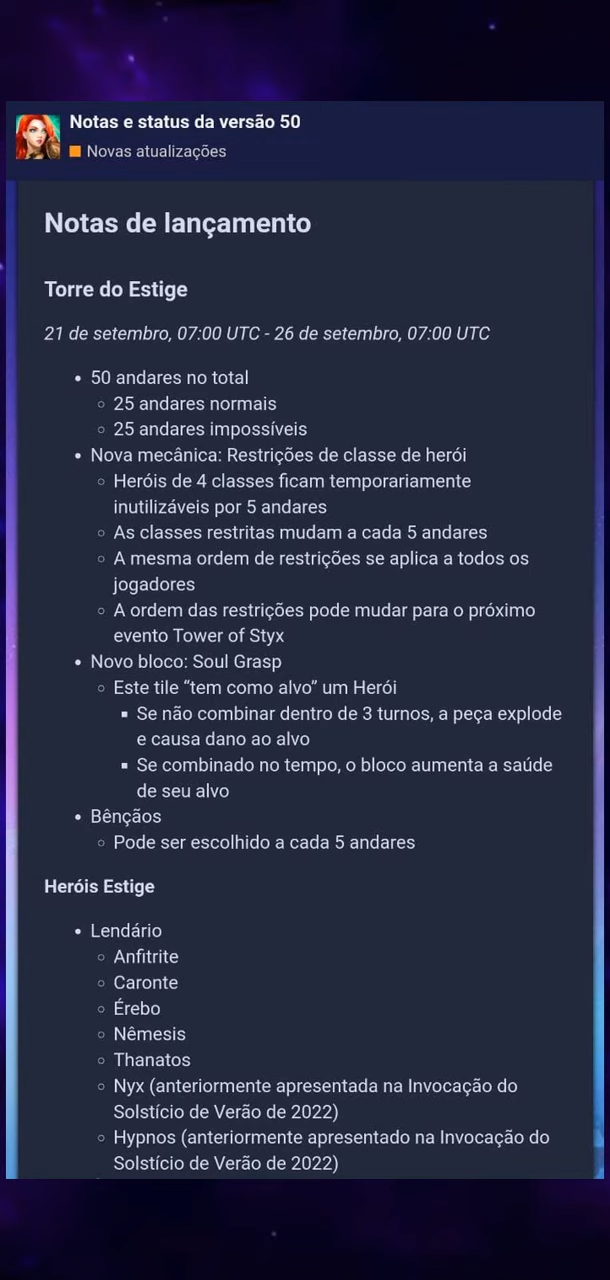 Notas e status da versão 50
Novas atualizações
Notas de lançamento
Torre do Estige
21 de setembro, 07:00 UTC - 26 de setembro, 07:00 UTC
50 andares no total
25 andares normais
25 andares impossíveis
Nova mecânica: Restrições de classe de herói
Heróis de 4 classes ficam temporariamente
inutilizáveis por 5 andares
As classes restritas mudam a cada 5 andares
A mesma ordem de restrições se aplica a todos os
jogadores
A ordem das restrições pode mudar para o próximo
evento Tower of Styx
Novo bloco: Soul Grasp
Este tile “tem como alvo” um Herói
Se não combinar dentro de 3 turnos, a peça explode
e causa dano ao alvo
Se combinado no tempo, o bloco aumenta a saúde
de seu alvo
Bênçãos
Pode ser escolhido a cada 5 andares
Heróis Estige
Lendário
Anfitrite
Caronte
Érebo
Nêmesis
Thanatos
Nyx (anteriormente apresentada na Invocação do
Solstício de Verão de 2022)
Hypnos (anteriormente apresentado na Invocação do
Solstício de Verão de 2022)